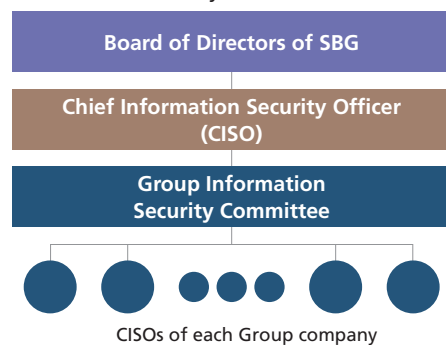 Board of Directors of SBG
Chief Information Security Officer
(CISO)
Group Information
Security Committee
CISOs of each Group company